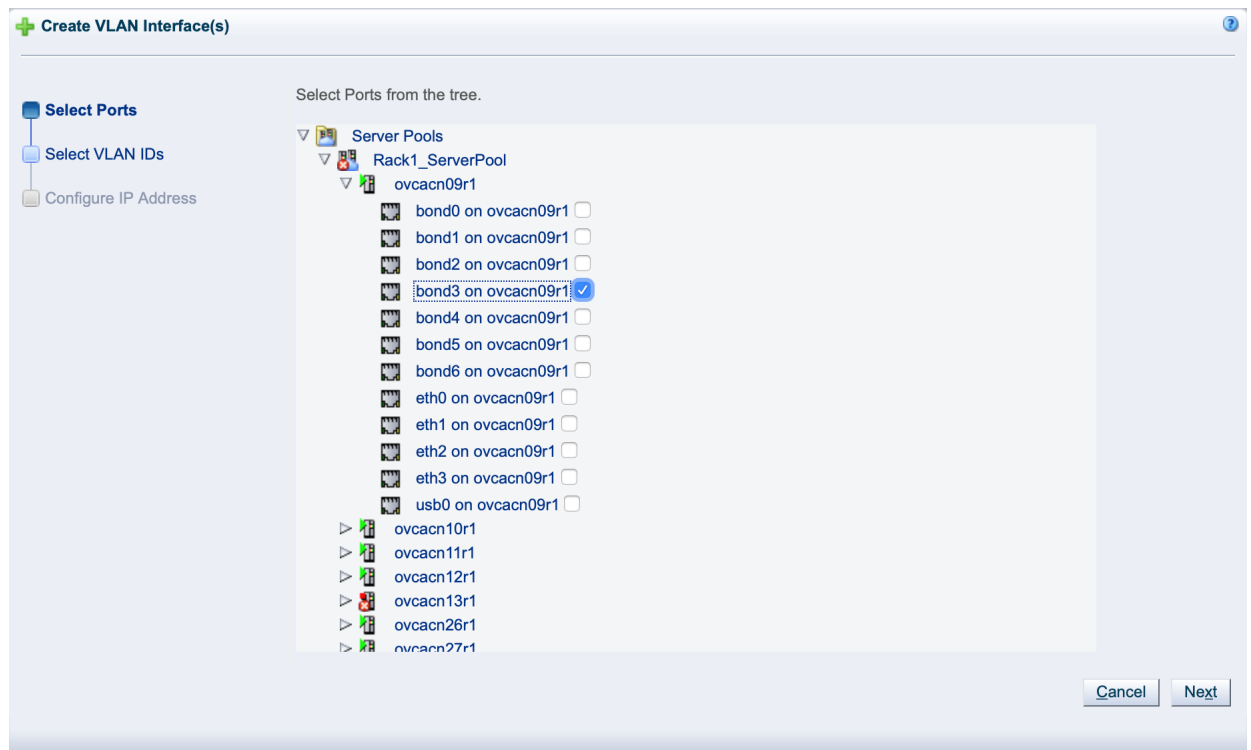 Create VLAN Interface(s)
Select Ports
Select VLAN IDs
Configure IP Address
Select Ports from the tree.
Server Pools
Rack1_ServerPool
ovcacn09r1
bond0 on ovcacn09r1
bond1 on ovcacn09r1
bond2 on ovcacn09r1
bond3 on ovcacn09r1
bond4 on ovcacn09r1
bond5 on ovcacn09r1
bond6 on ovcacn09r1
eth0 on ovcacn09r1
eth1 on ovcacn09r1
eth2 on ovcacn09r1
eth3 on ovcacn09r1
usb0 on ovcacn09r1
ovcacn10r1
ovcacn11r1
ovcacn12r1
ovcacn13r1
ovcacn26r1
ovcacn27r1
Cancel Next